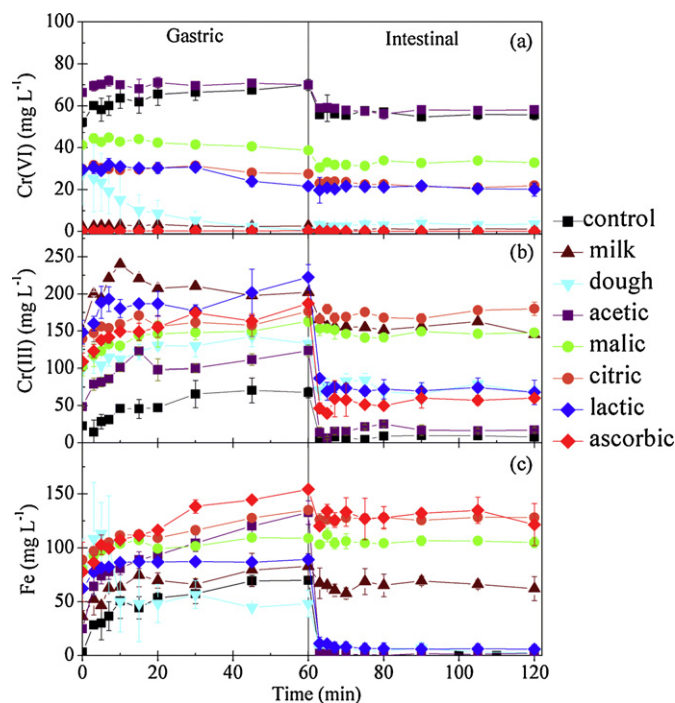 Gastric Intestinal
(a)
Cr(VI) (mg L⁻¹)
100
80
60
40
20
0
(b)
Cr(III) (mg L⁻¹)
250
200
150
100
50
0
(c)
Fe (mg L⁻¹)
150
100
50
0
0 20 40 60 80 100 120
Time (min)
control
milk
dough
acetic
malic
citric
lactic
ascorbic